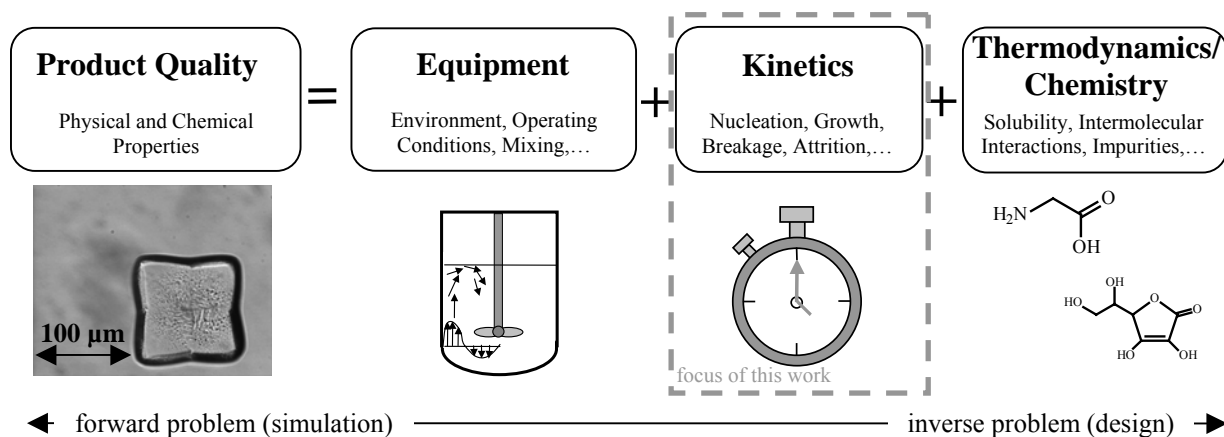 Product Quality
Physical and Chemical
Properties
=
Equipment
Environment, Operating
Conditions, Mixing,…
+
Kinetics
Nucleation, Growth,
Breakage, Attrition,…
+
Thermodynamics/
Chemistry
Solubility, Intermolecular
Interactions, Impurities,…
100 µm
focus of this work
H₂N
O
OH
HO
OH
O
O
HO
OH
forward problem (simulation)
inverse problem (design)